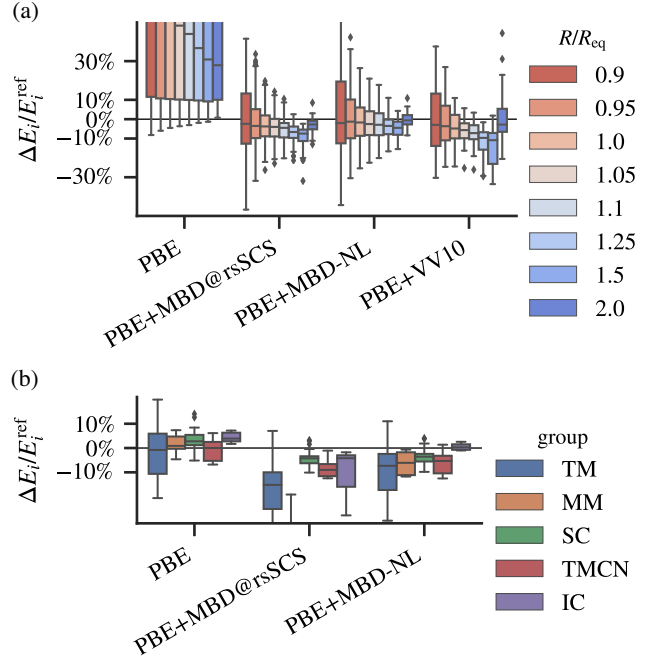 (a)
30%
10%
0%
−10%
−30%
ΔE_i/E_i^ref
PBE
PBE+MBD@rsSCS
PBE+MBD-NL
PBE+VV10
R/R_eq
0.9
0.95
1.0
1.05
1.1
1.25
1.5
2.0
(b)
10%
0%
−10%
ΔE_i/E_i^ref
PBE
PBE+MBD@rsSCS
PBE+MBD-NL
group
TM
MM
SC
TMCN
IC